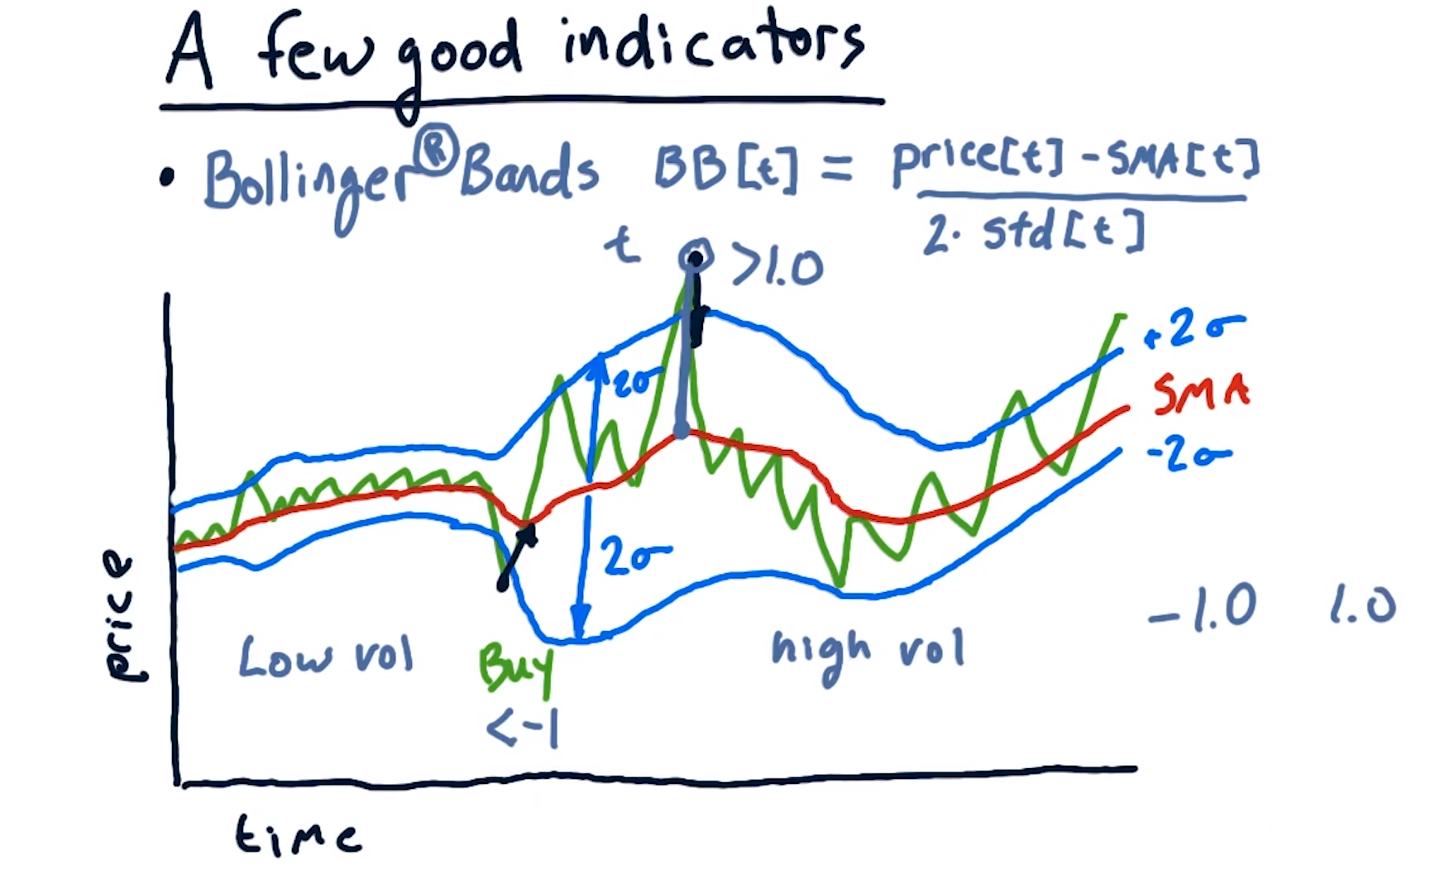 A few good indicators
• Bollinger® Bands BB[t] = price[t] - SMA[t]
2. std[t]
t >1.0
+2σ
2σ
SMA
-2σ
2σ
price
-1.0 1.0
Low vol
Buy
high vol
<-1
time